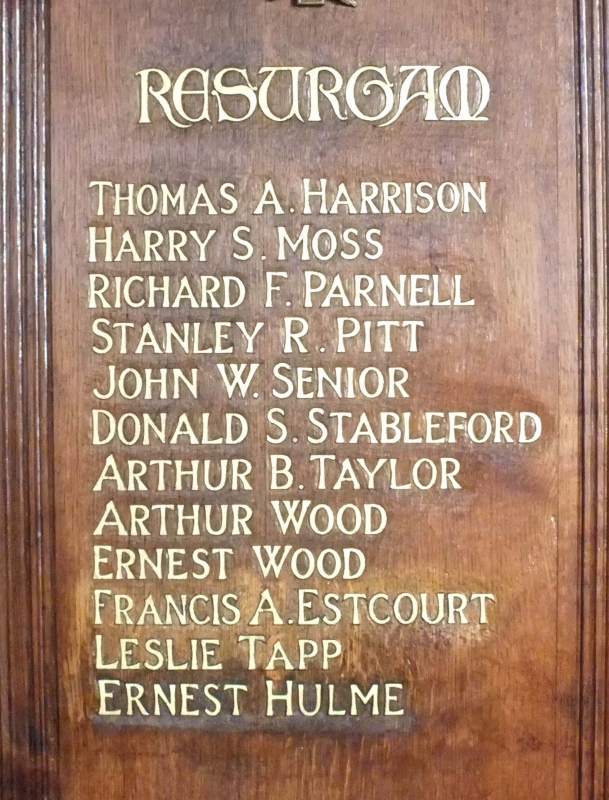 RESURGAM
THOMAS A. HARRISON
HARRY S. MOSS
RICHARD F. PARNELL
STANLEY R. PITT
JOHN W. SENIOR
DONALD S. STABLEFORD
ARTHUR B. TAYLOR
ARTHUR WOOD
ERNEST WOOD
FRANCIS A. ESTCOURT
LESLIE TAPP
ERNEST HULME